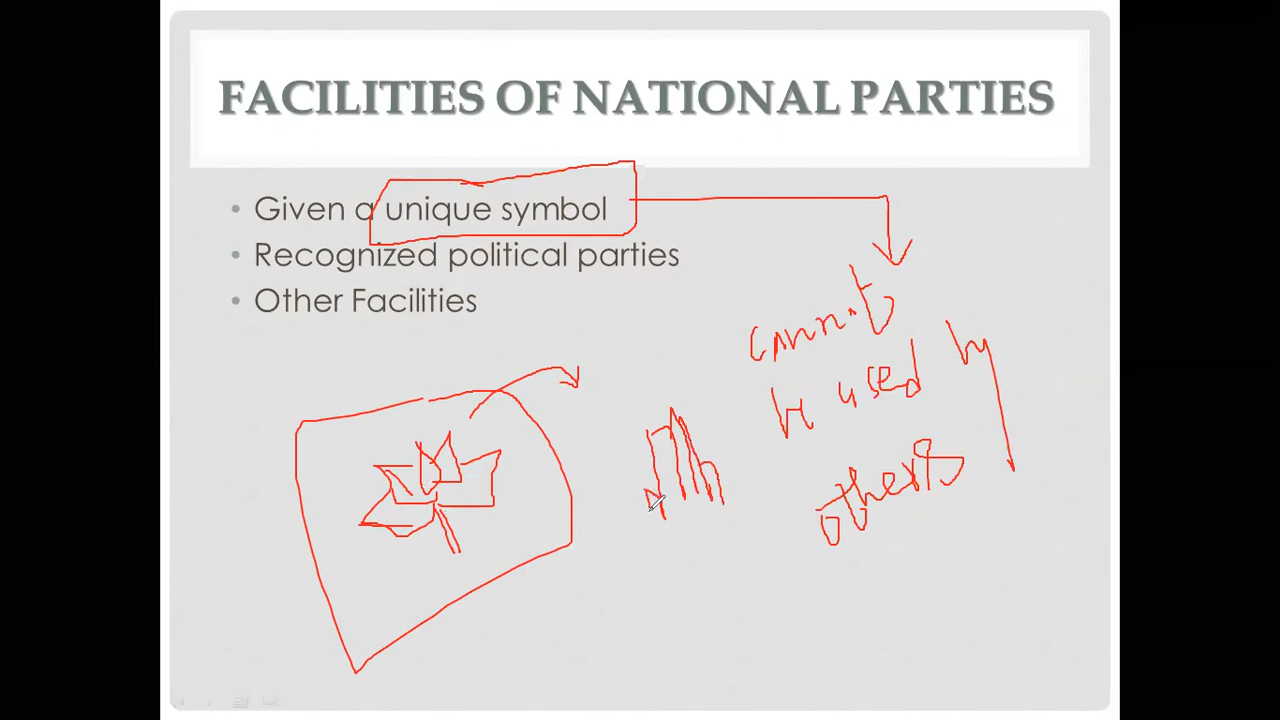 FACILITIES OF NATIONAL PARTIES
• Given a unique symbol
• Recognized political parties
• Other Facilities
cannot
be used by
others